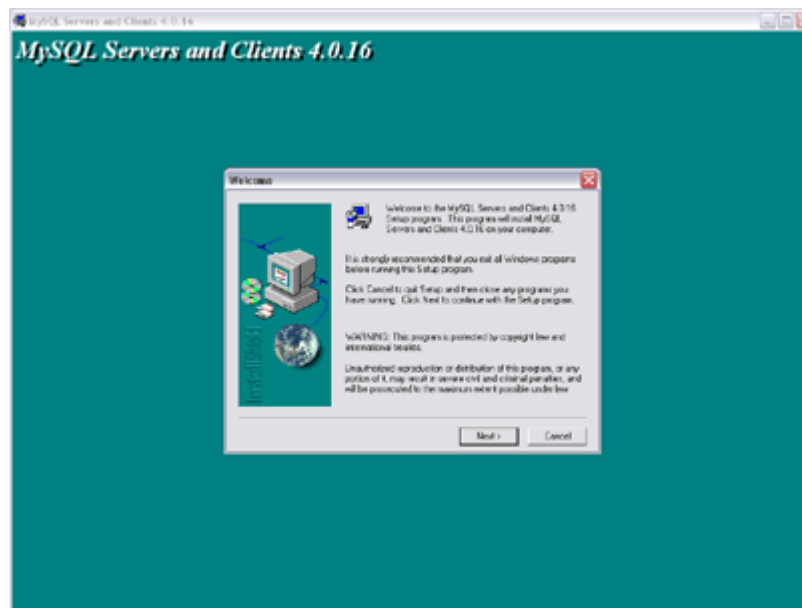 MySQL Servers and Clients 4.0.16
MySQL Servers and Clients 4.0.16
Welcome
Welcome to the MySQL Servers and Clients 4.0.16
Setup program. This program will install MySQL
Servers and Clients 4.0.16 on your computer.
It is strongly recommended that you exit all Windows programs
before running this Setup program.
Click Cancel to quit Setup and then close any programs you
have running. Click Next to continue with the Setup program.
WARNING: This program is protected by copyright law and
international treaties.
Unauthorized reproduction or distribution of this program, or any
portion of it, may result in severe civil and criminal penalties, and
will be prosecuted to the maximum extent possible under law.
InstallShield
Next >
Cancel